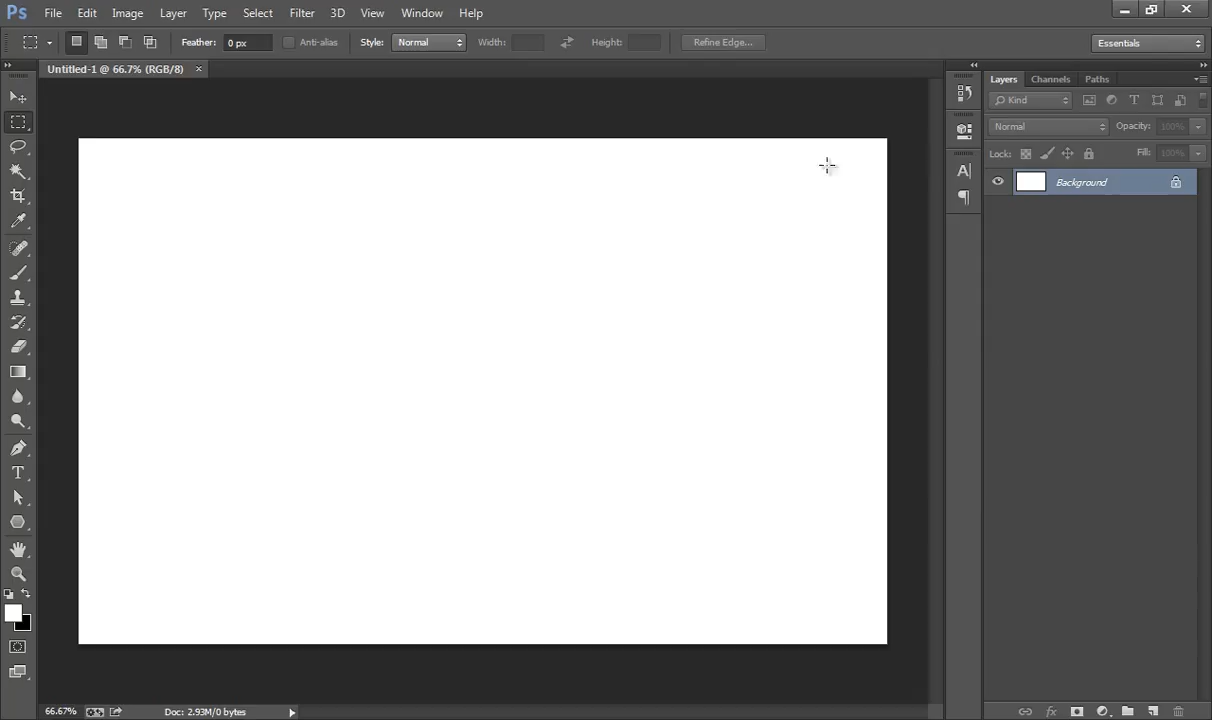 Ps File Edit Image Layer Type Select Filter 3D View Window Help
Feather: 0 px Anti-alias Style: Normal Width: Height: Refine Edge... Essentials
Untitled-1 @ 66.7% (RGB/8) ×
Layers Channels Paths
Kind
Normal Opacity: 100%
Lock: Fill: 100%
Background
66.67% Doc: 2.93M/0 bytes